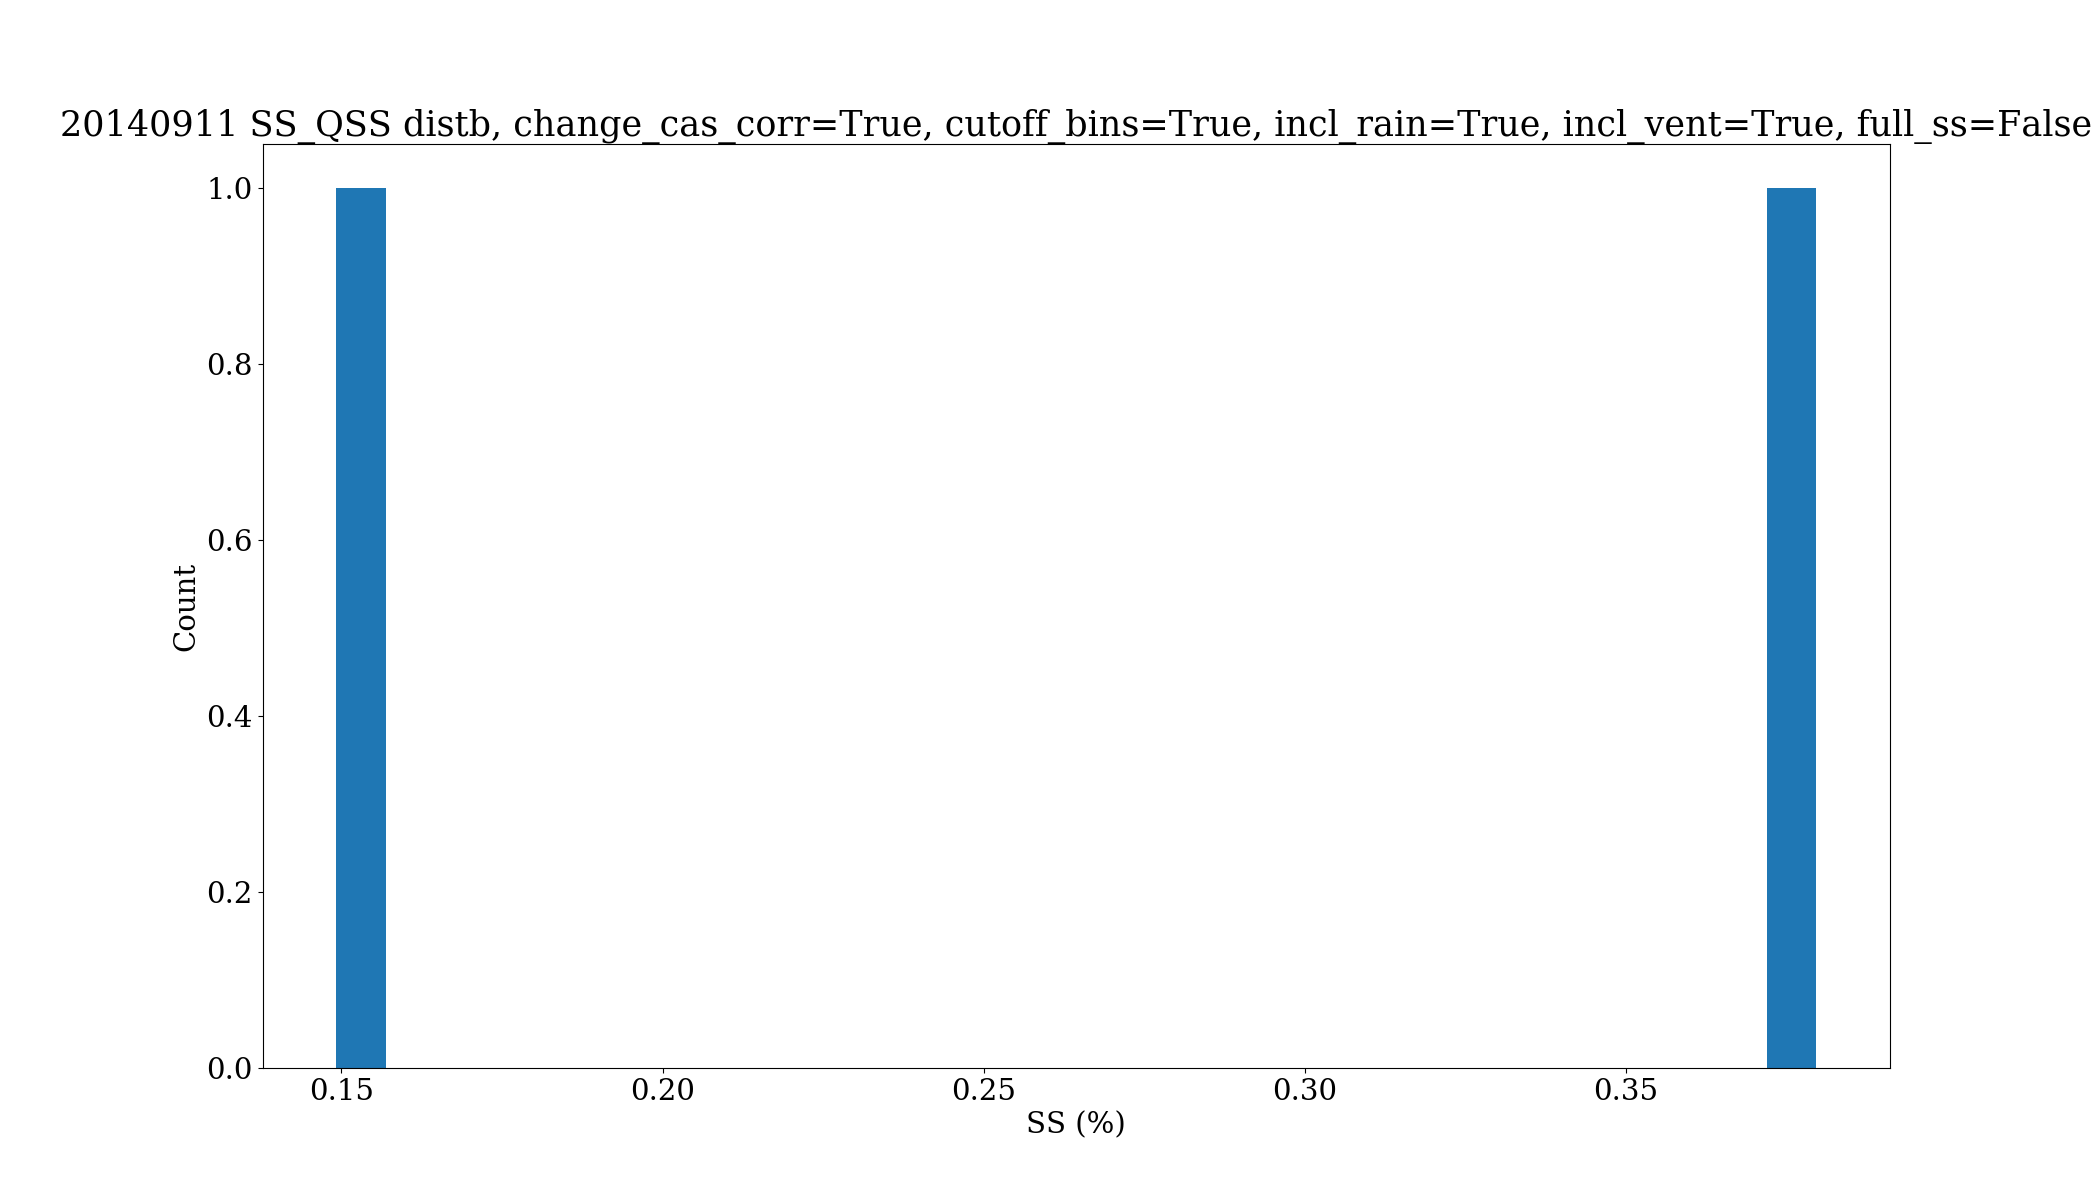 20140911 SS_QSS distb, change_cas_corr=True, cutoff_bins=True, incl_rain=True, incl_vent=True, full_ss=False
1.0
0.8
0.6
0.4
0.2
0.0
Count
0.15 0.20 0.25 0.30 0.35
SS (%)